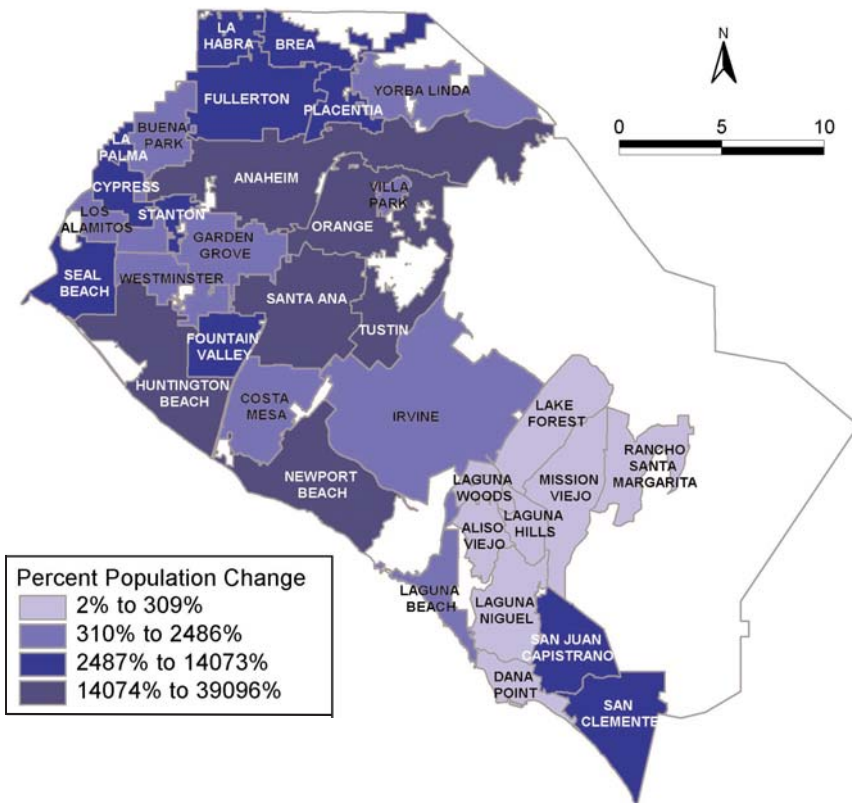 LA
HABRA
BREA
N
FULLERTON
PLACENTIA
YORBA LINDA
0 5 10
BUENA
PARK
LA
PALMA
CYPRESS
ANAHEIM
VILLA
PARK
LOS
ALAMITOS
STANTON
ORANGE
GARDEN
GROVE
SEAL
BEACH
WESTMINSTER
SANTA ANA
TUSTIN
FOUNTAIN
VALLEY
HUNTINGTON
BEACH
COSTA
MESA
IRVINE
LAKE
FOREST
RANCHO
SANTA
MARGARITA
NEWPORT
BEACH
LAGUNA
WOODS
MISSION
VIEJO
LAGUNA
HILLS
ALISO
VIEJO
LAGUNA
BEACH
LAGUNA
NIGUEL
SAN JUAN
CAPISTRANO
DANA
POINT
SAN
CLEMENTE
Percent Population Change
2% to 309%
310% to 2486%
2487% to 14073%
14074% to 39096%